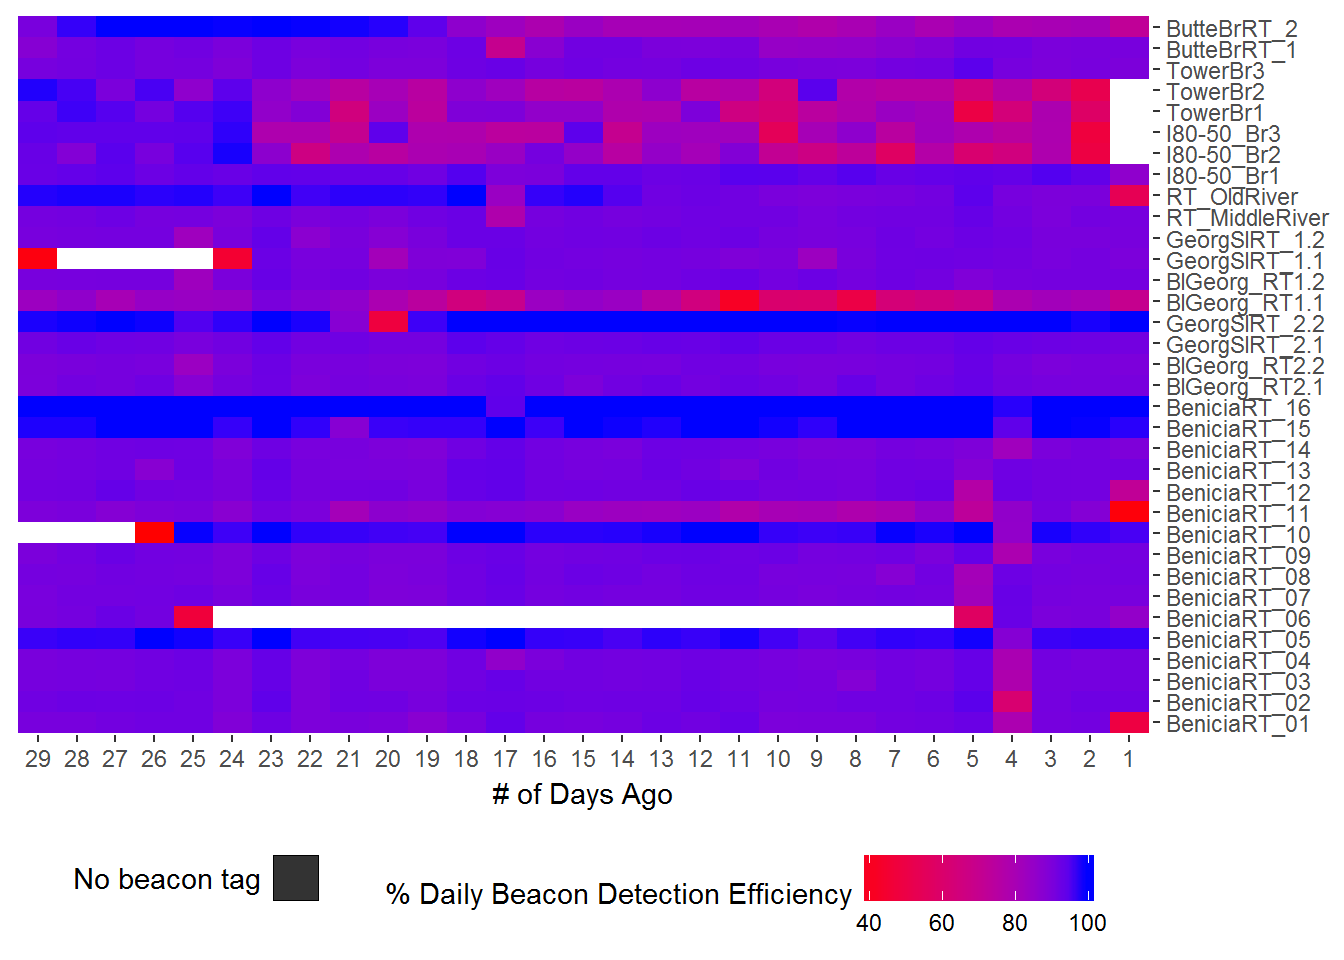 ButteBrRT_2
ButteBrRT_1
TowerBr3
TowerBr2
TowerBr1
I80-50_Br3
I80-50_Br2
I80-50_Br1
RT_OldRiver
RT_MiddleRiver
GeorgSlRT_1.2
GeorgSlRT_1.1
BlGeorg_RT1.2
BlGeorg_RT1.1
GeorgSlRT_2.2
GeorgSlRT_2.1
BlGeorg_RT2.2
BlGeorg_RT2.1
BeniciaRT_16
BeniciaRT_15
BeniciaRT_14
BeniciaRT_13
BeniciaRT_12
BeniciaRT_11
BeniciaRT_10
BeniciaRT_09
BeniciaRT_08
BeniciaRT_07
BeniciaRT_06
BeniciaRT_05
BeniciaRT_04
BeniciaRT_03
BeniciaRT_02
BeniciaRT_01
29 28 27 26 25 24 23 22 21 20 19 18 17 16 15 14 13 12 11 10 9 8 7 6 5 4 3 2 1
# of Days Ago
No beacon tag
% Daily Beacon Detection Efficiency
40 60 80 100